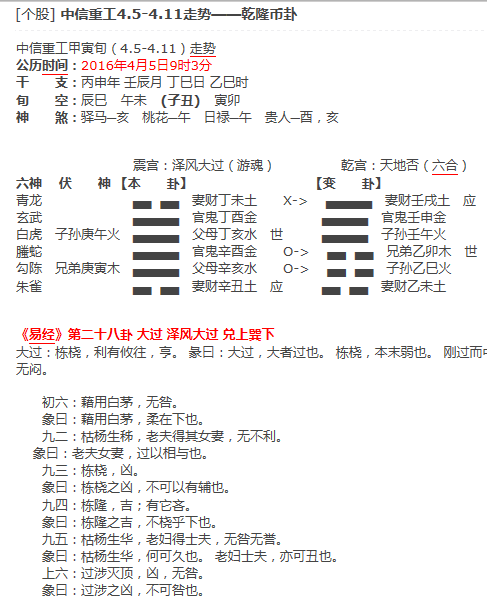 [个股] 中信重工4.5-4.11走势——乾隆币卦
中信重工甲寅旬（4.5-4.11）走势
公历时间：2016年4月5日9时3分
干　支：丙申年 壬辰月 丁巳日 乙巳时
旬　空：辰巳　午未　(子丑)　寅卯
神　煞：驿马─亥　桃花─午　日禄─午　贵人─酉，亥
震宫：泽风大过（游魂）　乾宫：天地否（六合）
六神　伏　神【本　卦】　【变　卦】
青龙　妻财丁未土　X->　妻财壬戌土　应
玄武　官鬼丁酉金　官鬼壬申金
白虎　子孙庚午火　父母丁亥水　世　子孙壬午火
螣蛇　官鬼辛酉金　O->　兄弟乙卯木　世
勾陈　兄弟庚寅木　父母辛亥水　O->　子孙乙巳火
朱雀　妻财辛丑土　应　妻财乙未土
《易经》第二十八卦 大过 泽风大过 兑上巽下
大过：栋桡，利有攸往，亨。 彖曰：大过，大者过也。 栋桡，本末弱也。 刚过而中
无闷。
初六：藉用白茅，无咎。
象曰：藉用白茅，柔在下也。
九二：枯杨生稊，老夫得其女妻，无不利。
象曰：老夫女妻，过以相与也。
九三：栋桡，凶。
象曰：栋桡之凶，不可以有辅也。
九四：栋隆，吉；有它吝。
象曰：栋隆之吉，不桡乎下也。
九五：枯杨生华，老妇得士夫，无咎无誉。
象曰：枯杨生华，何可久也。 老妇士夫，亦可丑也。
上六：过涉灭顶，凶，无咎。
象曰：过涉之凶，不可咎也。